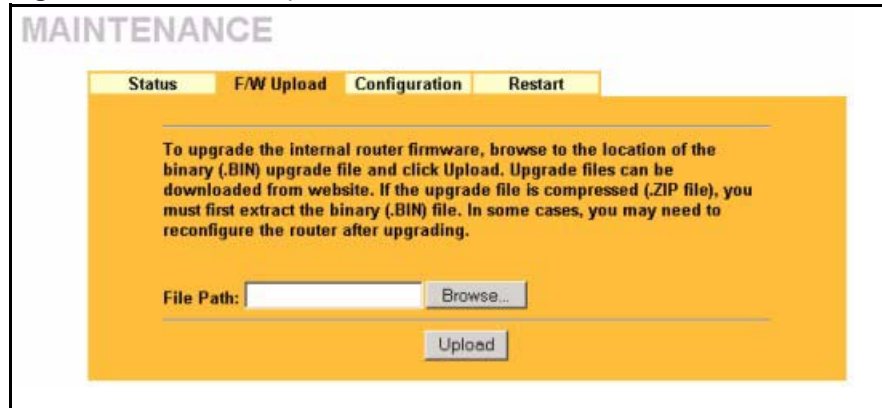 MAINTENANCE
Status F/W Upload Configuration Restart
To upgrade the internal router firmware, browse to the location of the
binary (.BIN) upgrade file and click Upload. Upgrade files can be
downloaded from website. If the upgrade file is compressed (.ZIP file), you
must first extract the binary (.BIN) file. In some cases, you may need to
reconfigure the router after upgrading.
File Path: Browse...
Upload